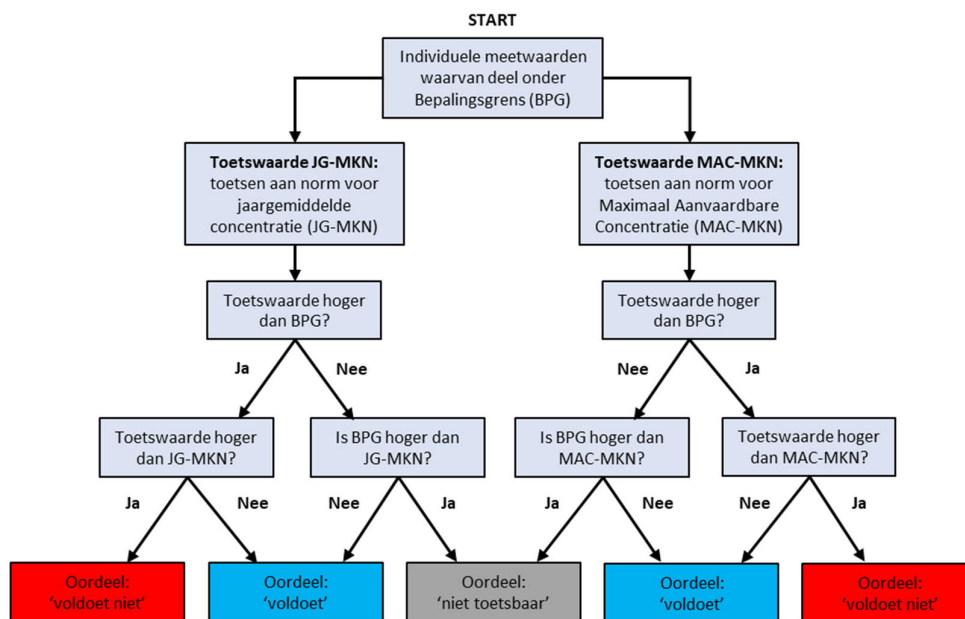 START
Individuele meetwaarden
waarvan deel onder
Bepalingsgrens (BPG)
Toetswaarde JG-MKN:
toetsen aan norm voor
jaargemiddelde
concentratie (JG-MKN)
Toetswaarde MAC-MKN:
toetsen aan norm voor
Maximaal Aanvaardbare
Concentratie (MAC-MKN)
Toetswaarde hoger
dan BPG?
Toetswaarde hoger
dan BPG?
Ja
Nee
Nee
Ja
Toetswaarde hoger
dan JG-MKN?
Is BPG hoger dan
JG-MKN?
Is BPG hoger dan
MAC-MKN?
Toetswaarde hoger
dan MAC-MKN?
Ja
Nee
Nee
Ja
Ja
Nee
Nee
Ja
Oordeel:
‘voldoet niet’
Oordeel:
‘voldoet’
Oordeel:
‘niet toetsbaar’
Oordeel:
‘voldoet’
Oordeel:
‘voldoet niet’